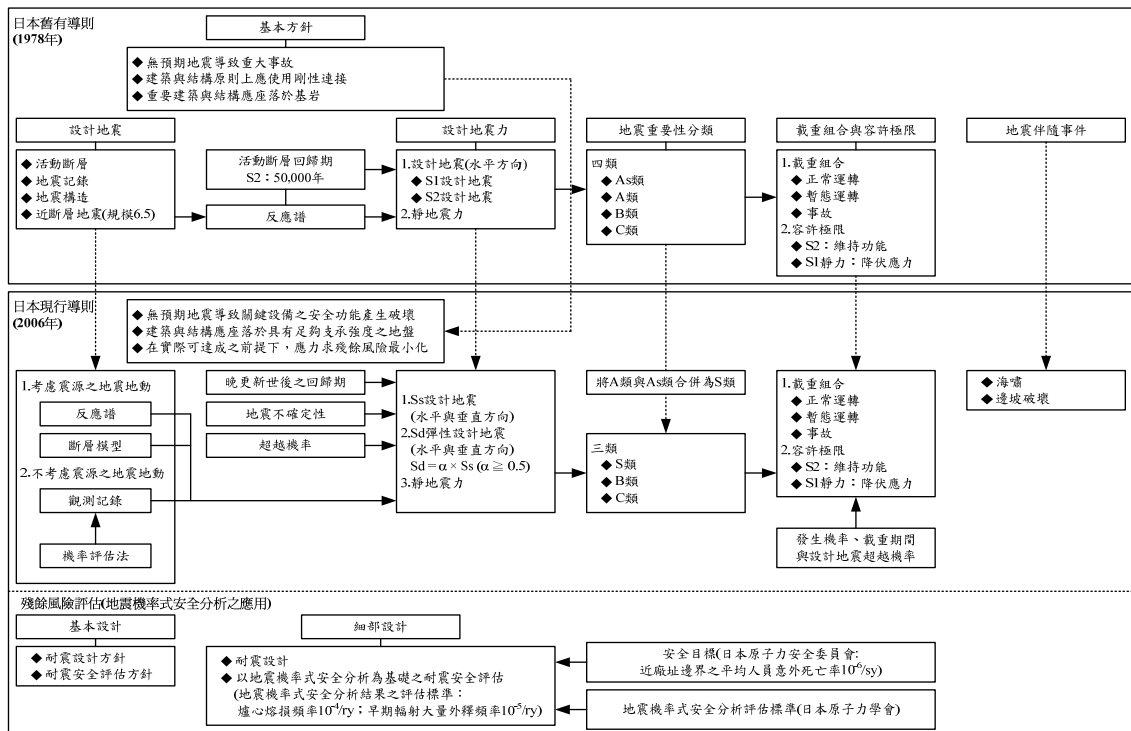 日本舊有導則
(1978年)
基本方針
◆無預期地震導致重大事故
◆建築與結構原則上應使用剛性連接
◆重要建築與結構應座落於基岩
設計地震
◆活動斷層
◆地震記錄
◆地震構造
◆近斷層地震(規模6.5)
活動斷層回歸期
S2：50,000年
反應譜
設計地震力
1.設計地震(水平方向)
◆S1設計地震
◆S2設計地震
2.靜地震力
地震重要性分類
四類
◆As類
◆A類
◆B類
◆C類
載重組合與容許極限
1.載重組合
◆正常運轉
◆暫態運轉
◆事故
2.容許極限
◆S2：維持功能
◆S1靜力：降伏應力
地震伴隨事件
日本現行導則
(2006年)
◆無預期地震導致關鍵設備之安全功能產生破壞
◆建築與結構應座落於具有足夠支承強度之地盤
◆在實際可達成之前提下，應力求殘餘風險最小化
1.考慮震源之地震地動
反應譜
斷層模型
2.不考慮震源之地震地動
觀測記錄
機率評估法
晚更新世後之回歸期
地震不確定性
超越機率
1.Ss設計地震
(水平與垂直方向)
2.Sd彈性設計地震
(水平與垂直方向)
Sd = α × Ss (α ≧ 0.5)
3.靜地震力
將A類與As類合併為S類
三類
◆S類
◆B類
◆C類
1.載重組合
◆正常運轉
◆暫態運轉
◆事故
2.容許極限
◆S2：維持功能
◆S1靜力：降伏應力
發生機率、載重期間
與設計地震超越機率
◆海嘯
◆邊坡破壞
殘餘風險評估(地震機率式安全分析之應用)
基本設計
◆耐震設計方針
◆耐震安全評估方針
細部設計
◆耐震設計
◆以地震機率式安全分析為基礎之耐震安全評估
(地震機率式安全分析結果之評估標準：
爐心熔損頻率10⁻⁴/ry；早期輻射大量外釋頻率10⁻⁵/ry)
安全目標(日本原子力安全委員會:
近廠址邊界之平均人員意外死亡率10⁻⁶/sy)
地震機率式安全分析評估標準(日本原子力學會)